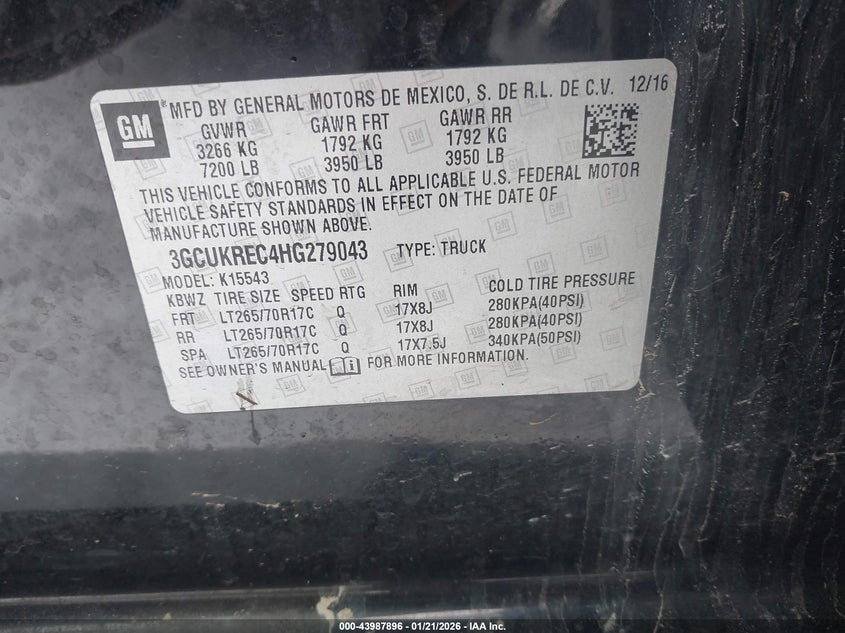 GM
® MFD BY GENERAL MOTORS DE MEXICO, S. DE R.L. DE C.V. 12/16
GVWR GAWR FRT GAWR RR
3266 KG 1792 KG 1792 KG
7200 LB 3950 LB 3950 LB
THIS VEHICLE CONFORMS TO ALL APPLICABLE U.S. FEDERAL MOTOR
VEHICLE SAFETY STANDARDS IN EFFECT ON THE DATE OF
MANUFACTURE SHOWN ABOVE.
3GCUKREC4HG279043 TYPE: TRUCK
MODEL: K15543
KBWZ TIRE SIZE SPEED RTG RIM COLD TIRE PRESSURE
FRT LT265/70R17C Q 17X8J 280KPA(40PSI)
RR LT265/70R17C Q 17X8J 280KPA(40PSI)
SPA LT265/70R17C Q 17X7.5J 340KPA(50PSI)
SEE OWNER'S MANUAL FOR MORE INFORMATION.
000-43987896 - 01/21/2026 - IAA Inc.